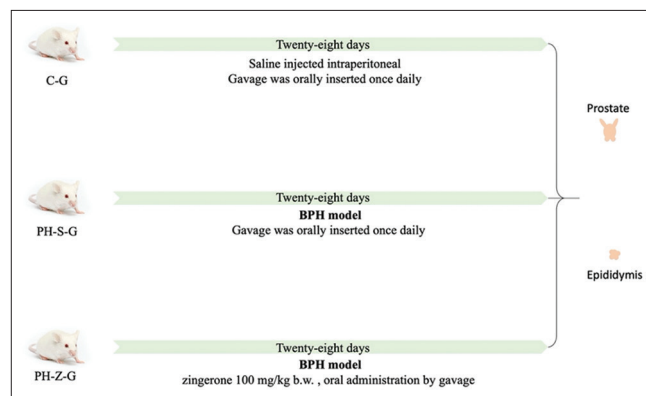 Twenty-eight days
Saline injected intraperitoneal
Gavage was orally inserted once daily
C-G
Prostate
Twenty-eight days
BPH model
Gavage was orally inserted once daily
PH-S-G
Epididymis
Twenty-eight days
BPH model
zingerone 100 mg/kg b.w. , oral administration by gavage
PH-Z-G